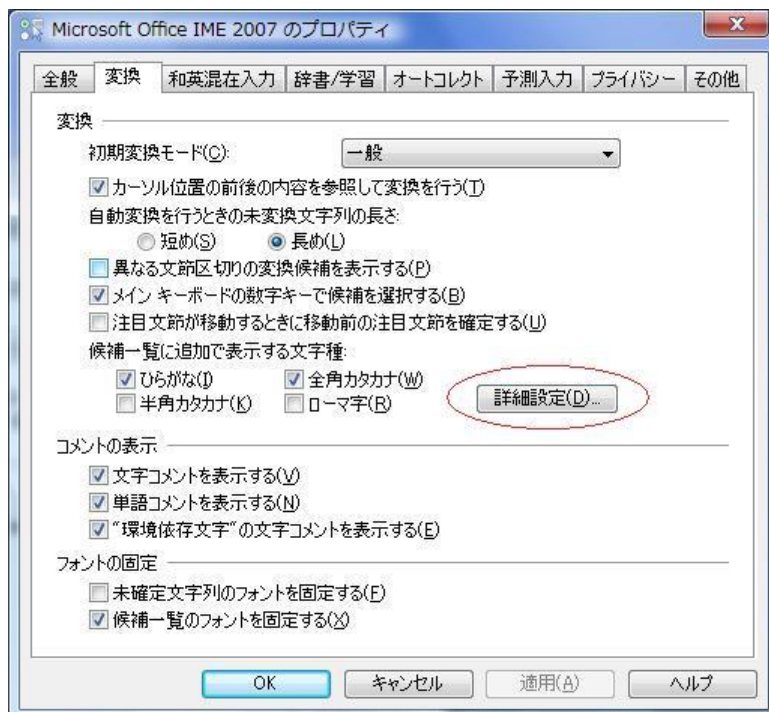 Microsoft Office IME 2007 のプロパティ
全般 変換 和英混在入力 辞書/学習 オートコレクト 予測入力 プライバシー その他
変換
初期変換モード(C): 一般
カーソル位置の前後の内容を参照して変換を行う(T)
自動変換を行うときの未変換文字列の長さ:
短め(S) 長め(L)
異なる文節区切りの変換候補を表示する(P)
メイン キーボードの数字キーで候補を選択する(B)
注目文節が移動するときに移動前の注目文節を確定する(U)
候補一覧に追加で表示する文字種:
ひらがな(I) 全角カタカナ(W)
半角カタカナ(K) ローマ字(R) 詳細設定(D)...
コメントの表示
文字コメントを表示する(V)
単語コメントを表示する(N)
"環境依存文字"の文字コメントを表示する(E)
フォントの固定
未確定文字列のフォントを固定する(F)
候補一覧のフォントを固定する(X)
OK キャンセル 適用(A) ヘルプ